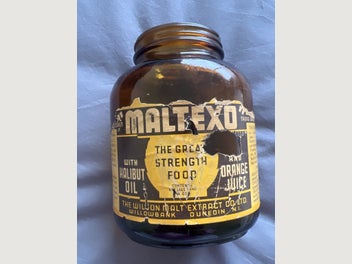 "MALTEXO"
THE GREAT
STRENGTH
FOOD
WITH
HALIBUT
OIL
AND
ORANGE
JUICE
THE WILSON MALT EXTRACT CO. LTD.
WILLOWBANK DUNEDIN N.Z.